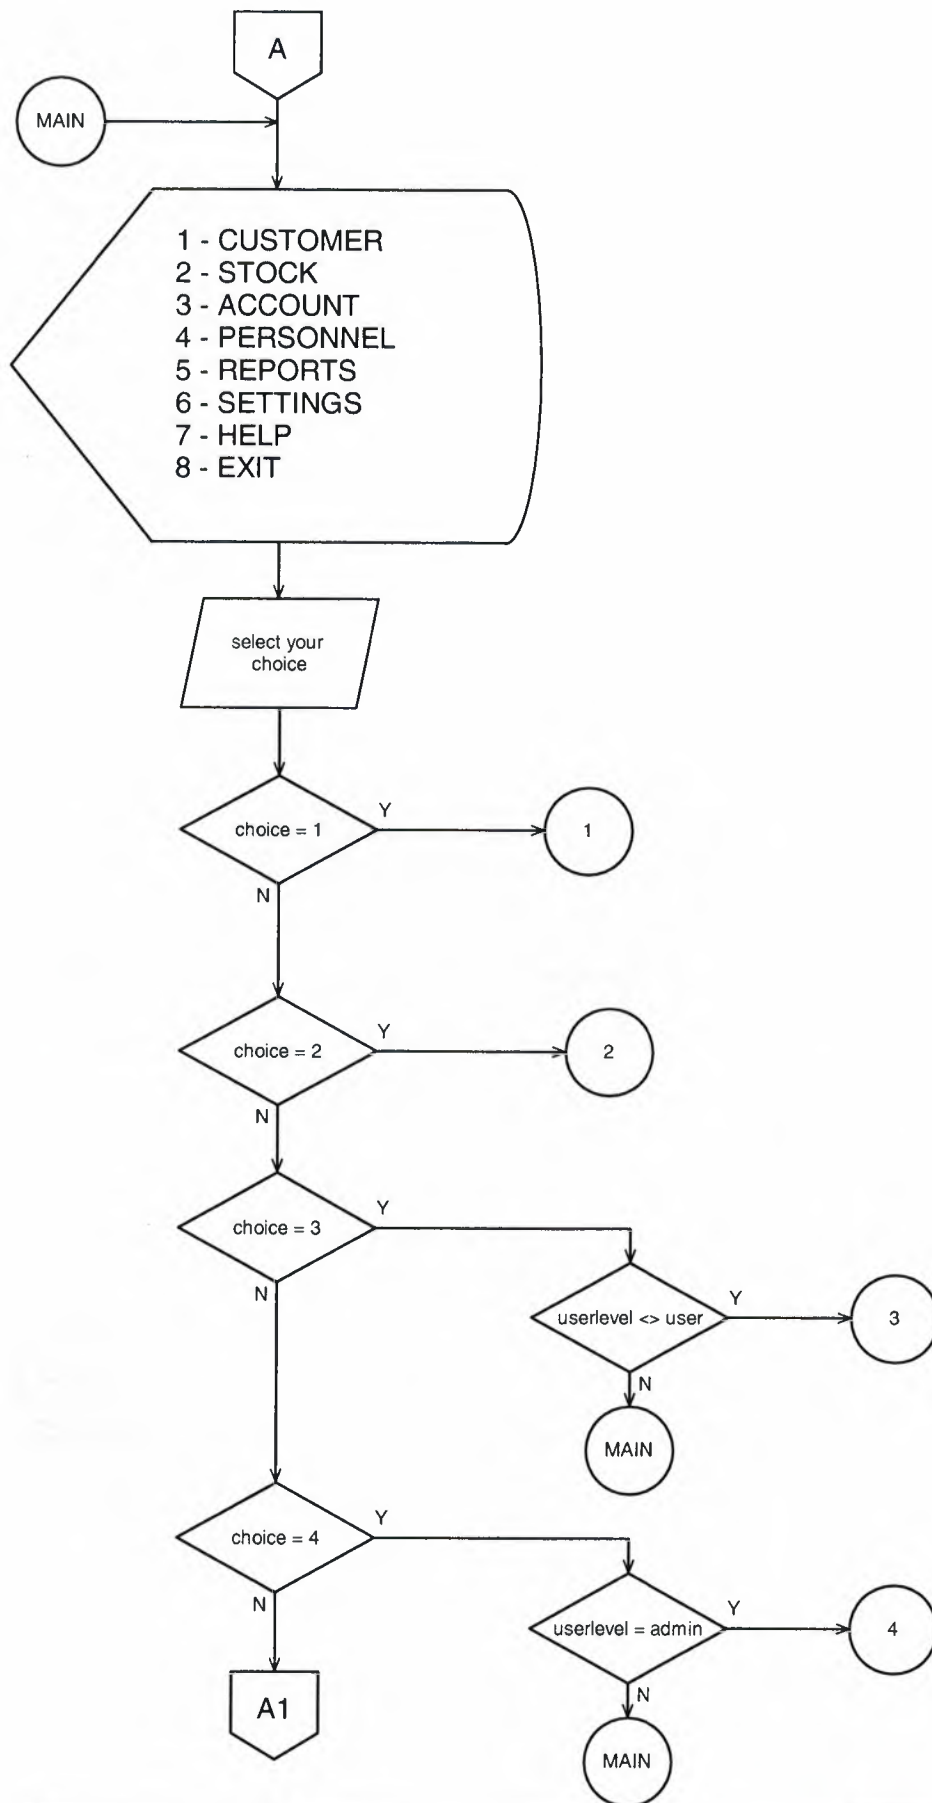 A
MAIN
1 - CUSTOMER
2 - STOCK
3 - ACCOUNT
4 - PERSONNEL
5 - REPORTS
6 - SETTINGS
7 - HELP
8 - EXIT
select your
choice
choice = 1
Y
1
N
choice = 2
Y
2
N
choice = 3
Y
N
userlevel <> user
Y
3
N
MAIN
choice = 4
Y
N
userlevel = admin
Y
4
N
A1
MAIN